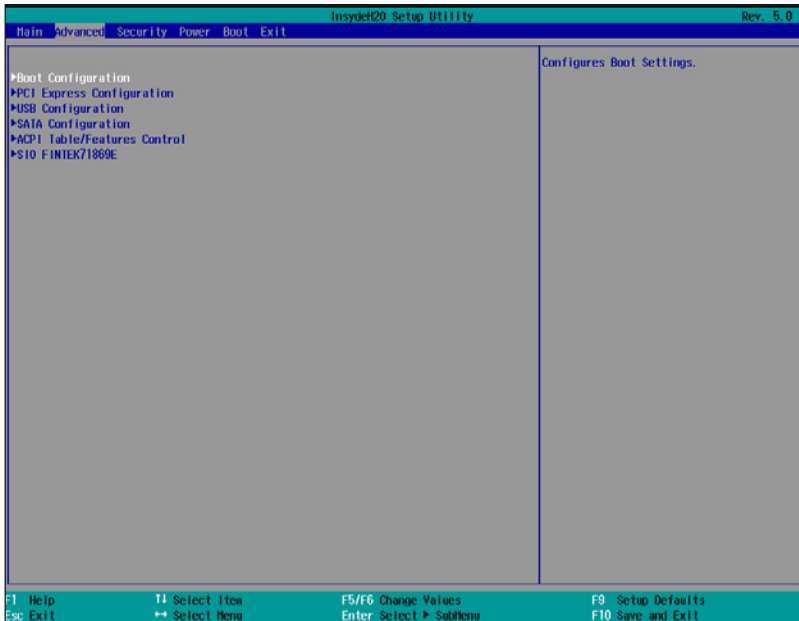 InsydeH20 Setup Utility Rev. 5.0
Main Advanced Security Power Boot Exit
Configures Boot Settings.
►Boot Configuration
►PCI Express Configuration
►USB Configuration
►SATA Configuration
►ACPI Table/Features Control
►SIO FINTEK71869E
F1 Help ↑↓ Select Item F5/F6 Change Values F9 Setup Defaults
Esc Exit ↔ Select Menu Enter Select ► SubMenu F10 Save and Exit